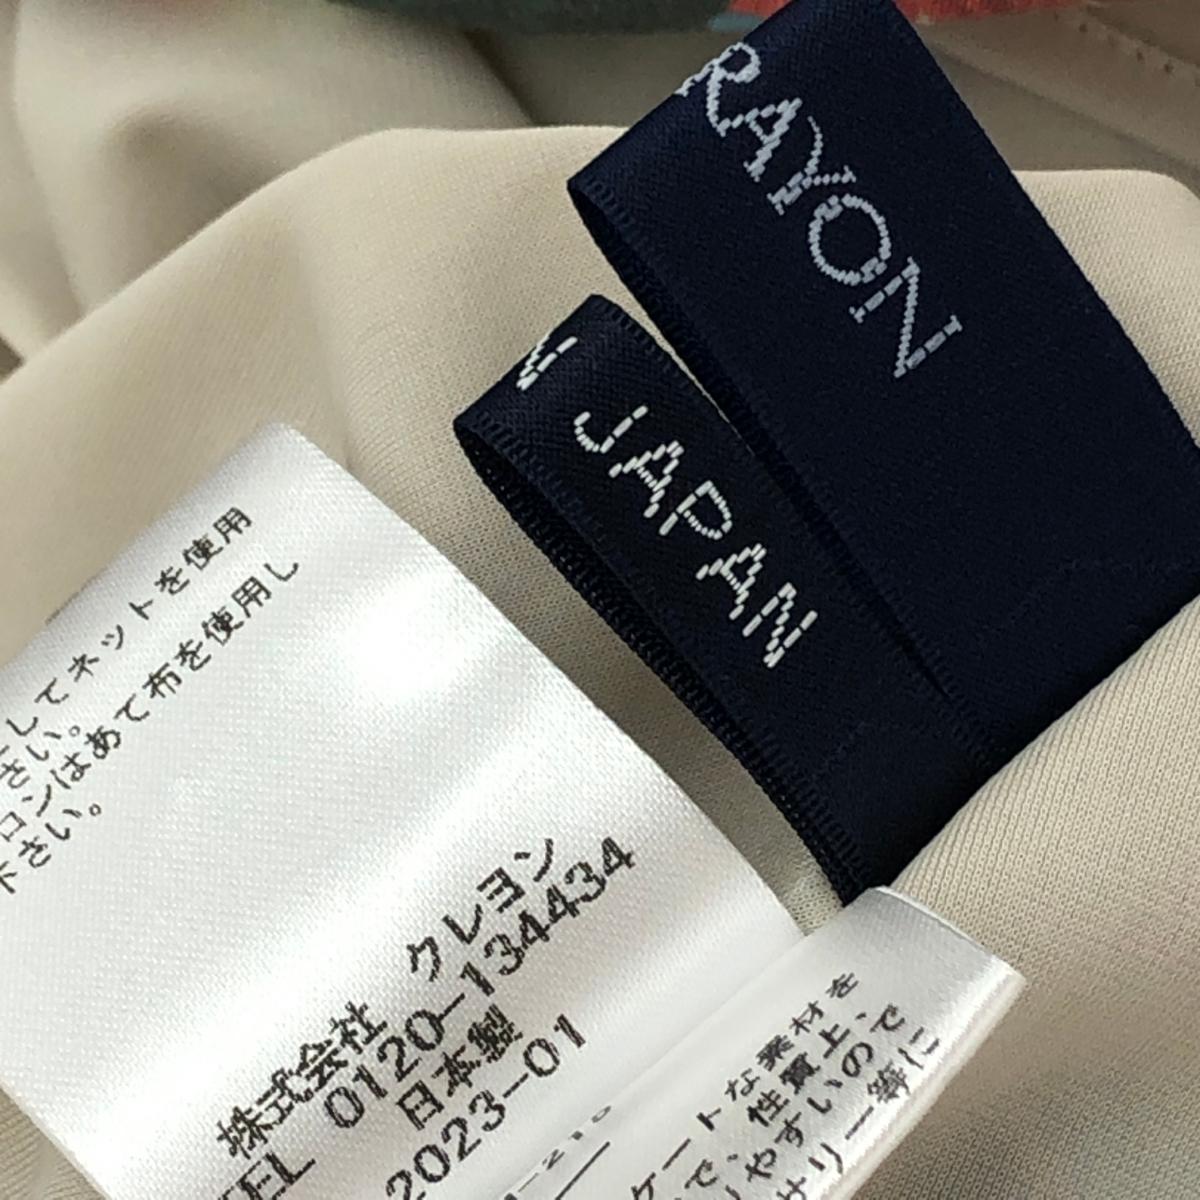 RAYON
N JAPAN
してネットを使用
さい。
ロンはあて布を使用し
下さい。
株式会社 クレヨン
TEL 0120-134434
日本製
2023-01
ケートな素材を
で、性質上、
やすいので
サリー等に